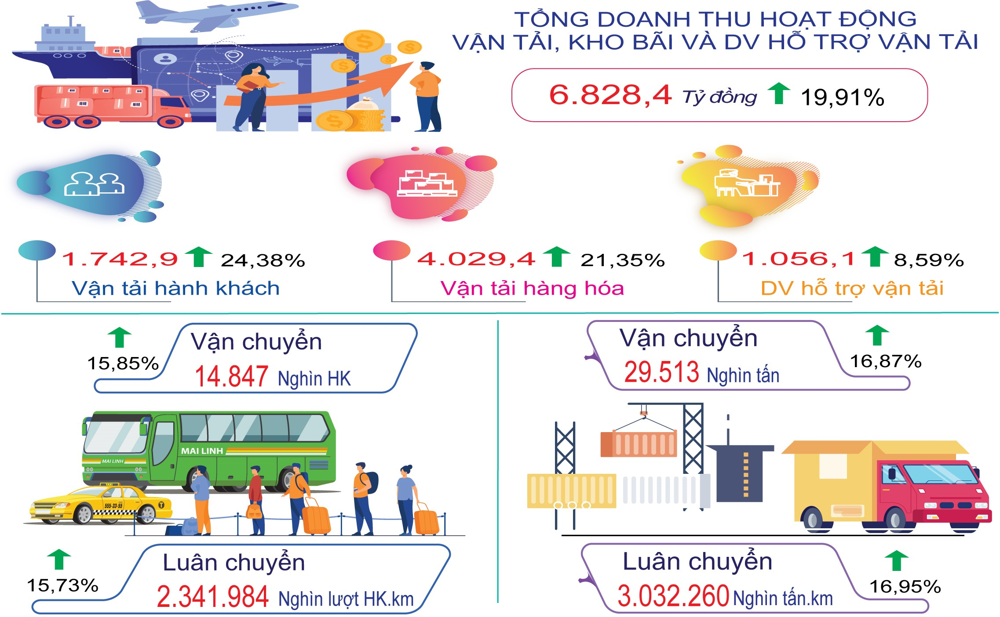 TỔNG DOANH THU HOẠT ĐỘNG
VẬN TẢI, KHO BÃI VÀ DV HỖ TRỢ VẬN TẢI
6.828,4 Tỷ đồng 19,91%
1.742,9 24,38%
Vận tải hành khách
4.029,4 21,35%
Vận tải hàng hóa
1.056,1 8,59%
DV hỗ trợ vận tải
15,85%
Vận chuyển
14.847 Nghìn HK
Vận chuyển
29.513 Nghìn tấn
16,87%
MAI LINH
MAI LINH
TAXI
555-33-55
T
Luân chuyển
2.341.984 Nghìn lượt HK.km
15,73%
Luân chuyển
3.032.260 Nghìn tấn.km
16,95%